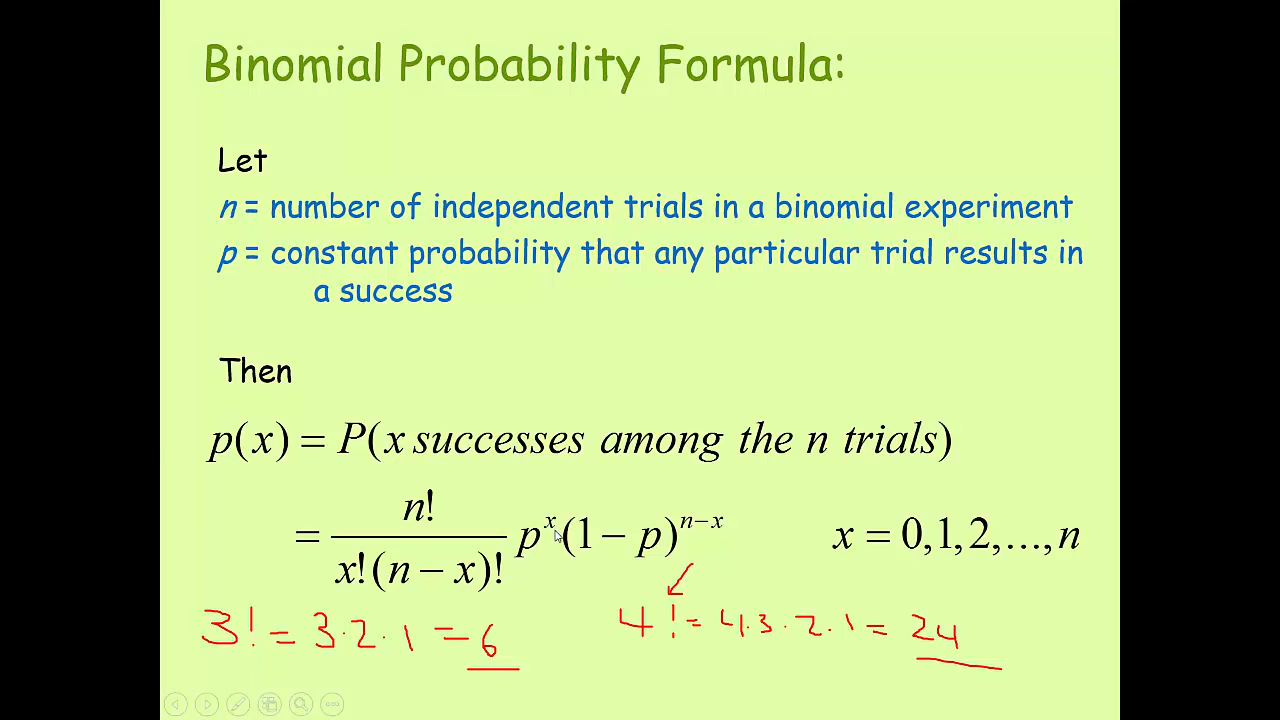 Binomial Probability Formula:
Let
n = number of independent trials in a binomial experiment
p = constant probability that any particular trial results in
a success
Then
p(x) = P(x successes among the n trials)
= \frac{n!}{x!(n − x)!} p^x (1 − p)^{n−x}    x = 0,1,2,...,n
3! = 3·2·1 = 6    4! = 4·3·2·1 = 24